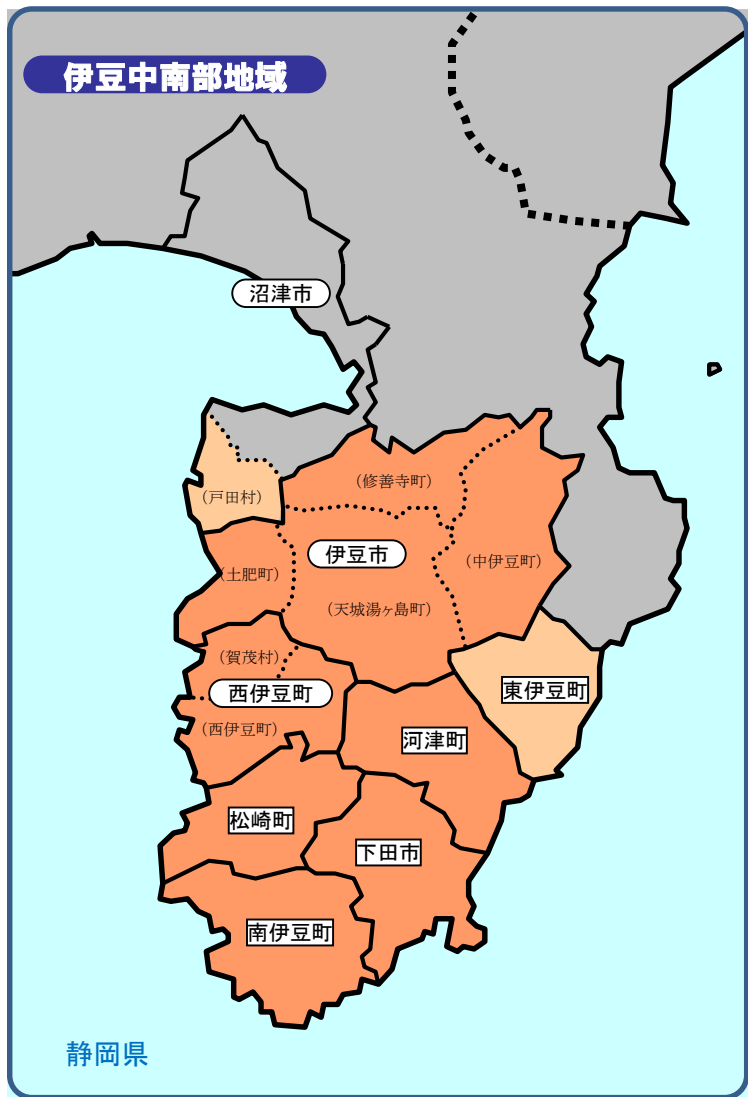 伊豆中南部地域
沼津市
（修善寺町）
（戸田村）
伊豆市
（中伊豆町）
（土肥町）
（天城湯ヶ島町）
（賀茂村）
西伊豆町
東伊豆町
（西伊豆町）
河津町
松崎町
下田市
南伊豆町
静岡県